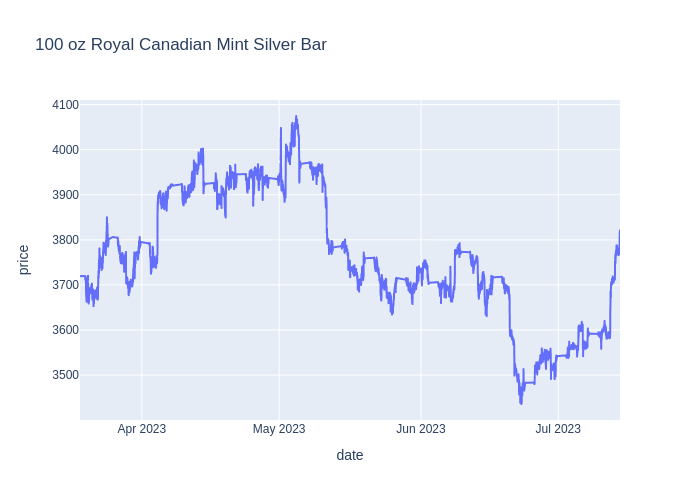 100 oz Royal Canadian Mint Silver Bar
4100
4000
3900
3800
3700
3600
3500
price
Apr 2023
May 2023
Jun 2023
Jul 2023
date